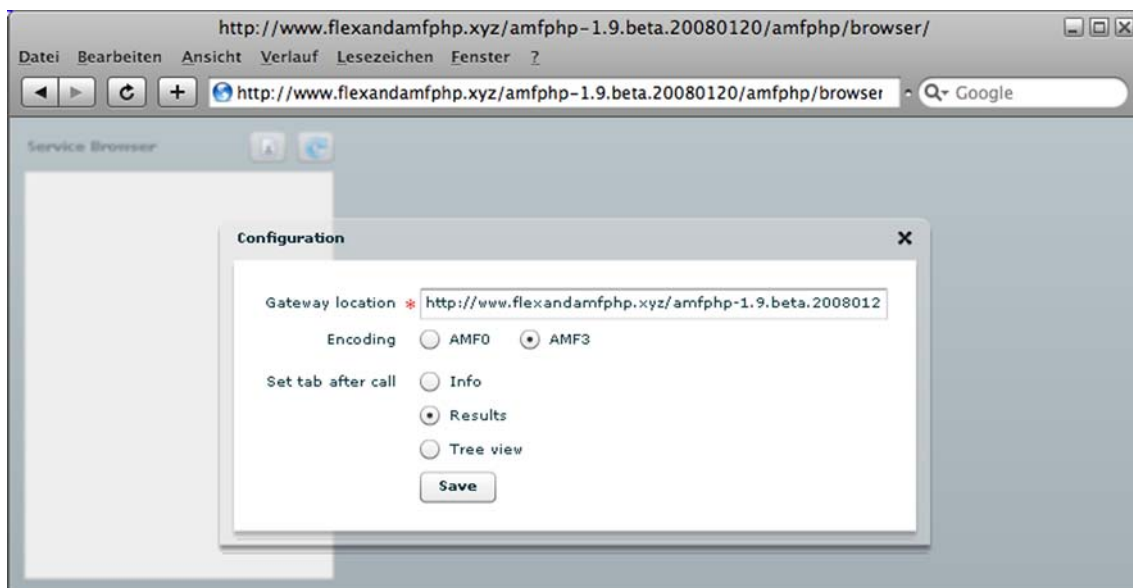 http://www.flexandamfphp.xyz/amfphp-1.9.beta.20080120/amfphp/browser/
Datei Bearbeiten Ansicht Verlauf Lesezeichen Fenster ?
http://www.flexandamfphp.xyz/amfphp-1.9.beta.20080120/amfphp/browser
Google
Service Browser
Configuration
Gateway location * http://www.flexandamfphp.xyz/amfphp-1.9.beta.2008012
Encoding AMF0 AMF3
Set tab after call Info
Results
Tree view
Save